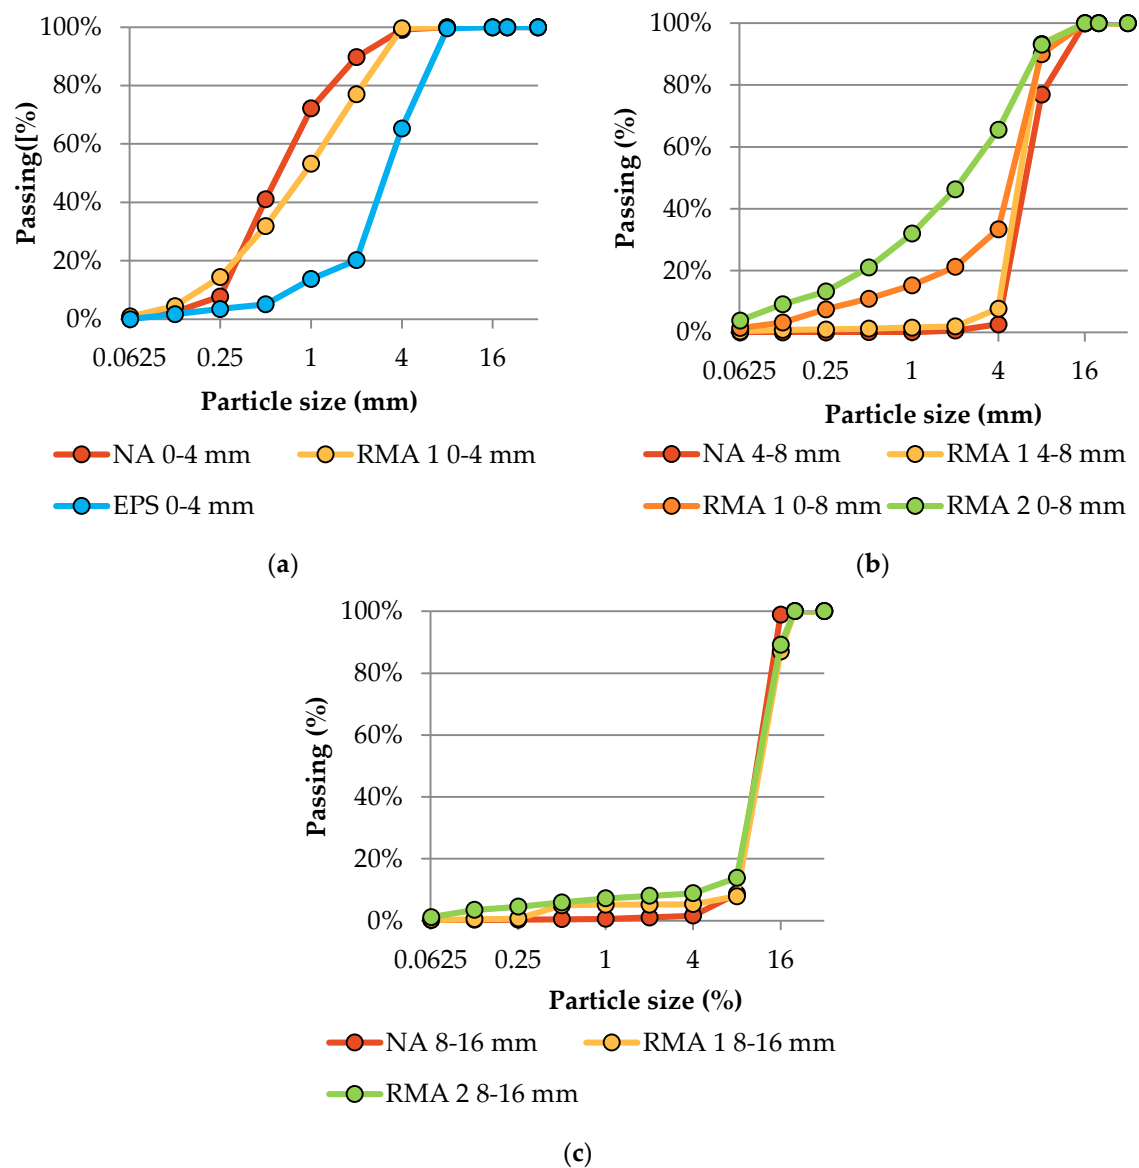 100%
80%
60%
40%
20%
0%
Passing([%)
0.0625 0.25 1 4 16
Particle size (mm)
NA 0-4 mm RMA 1 0-4 mm
EPS 0-4 mm
(a)
100%
80%
60%
40%
20%
0%
Passing (%)
0.0625 0.25 1 4 16
Particle size (mm)
NA 4-8 mm RMA 1 4-8 mm
RMA 1 0-8 mm RMA 2 0-8 mm
(b)
100%
80%
60%
40%
20%
0%
Passing (%)
0.0625 0.25 1 4 16
Particle size (%)
NA 8-16 mm RMA 1 8-16 mm
RMA 2 8-16 mm
(c)